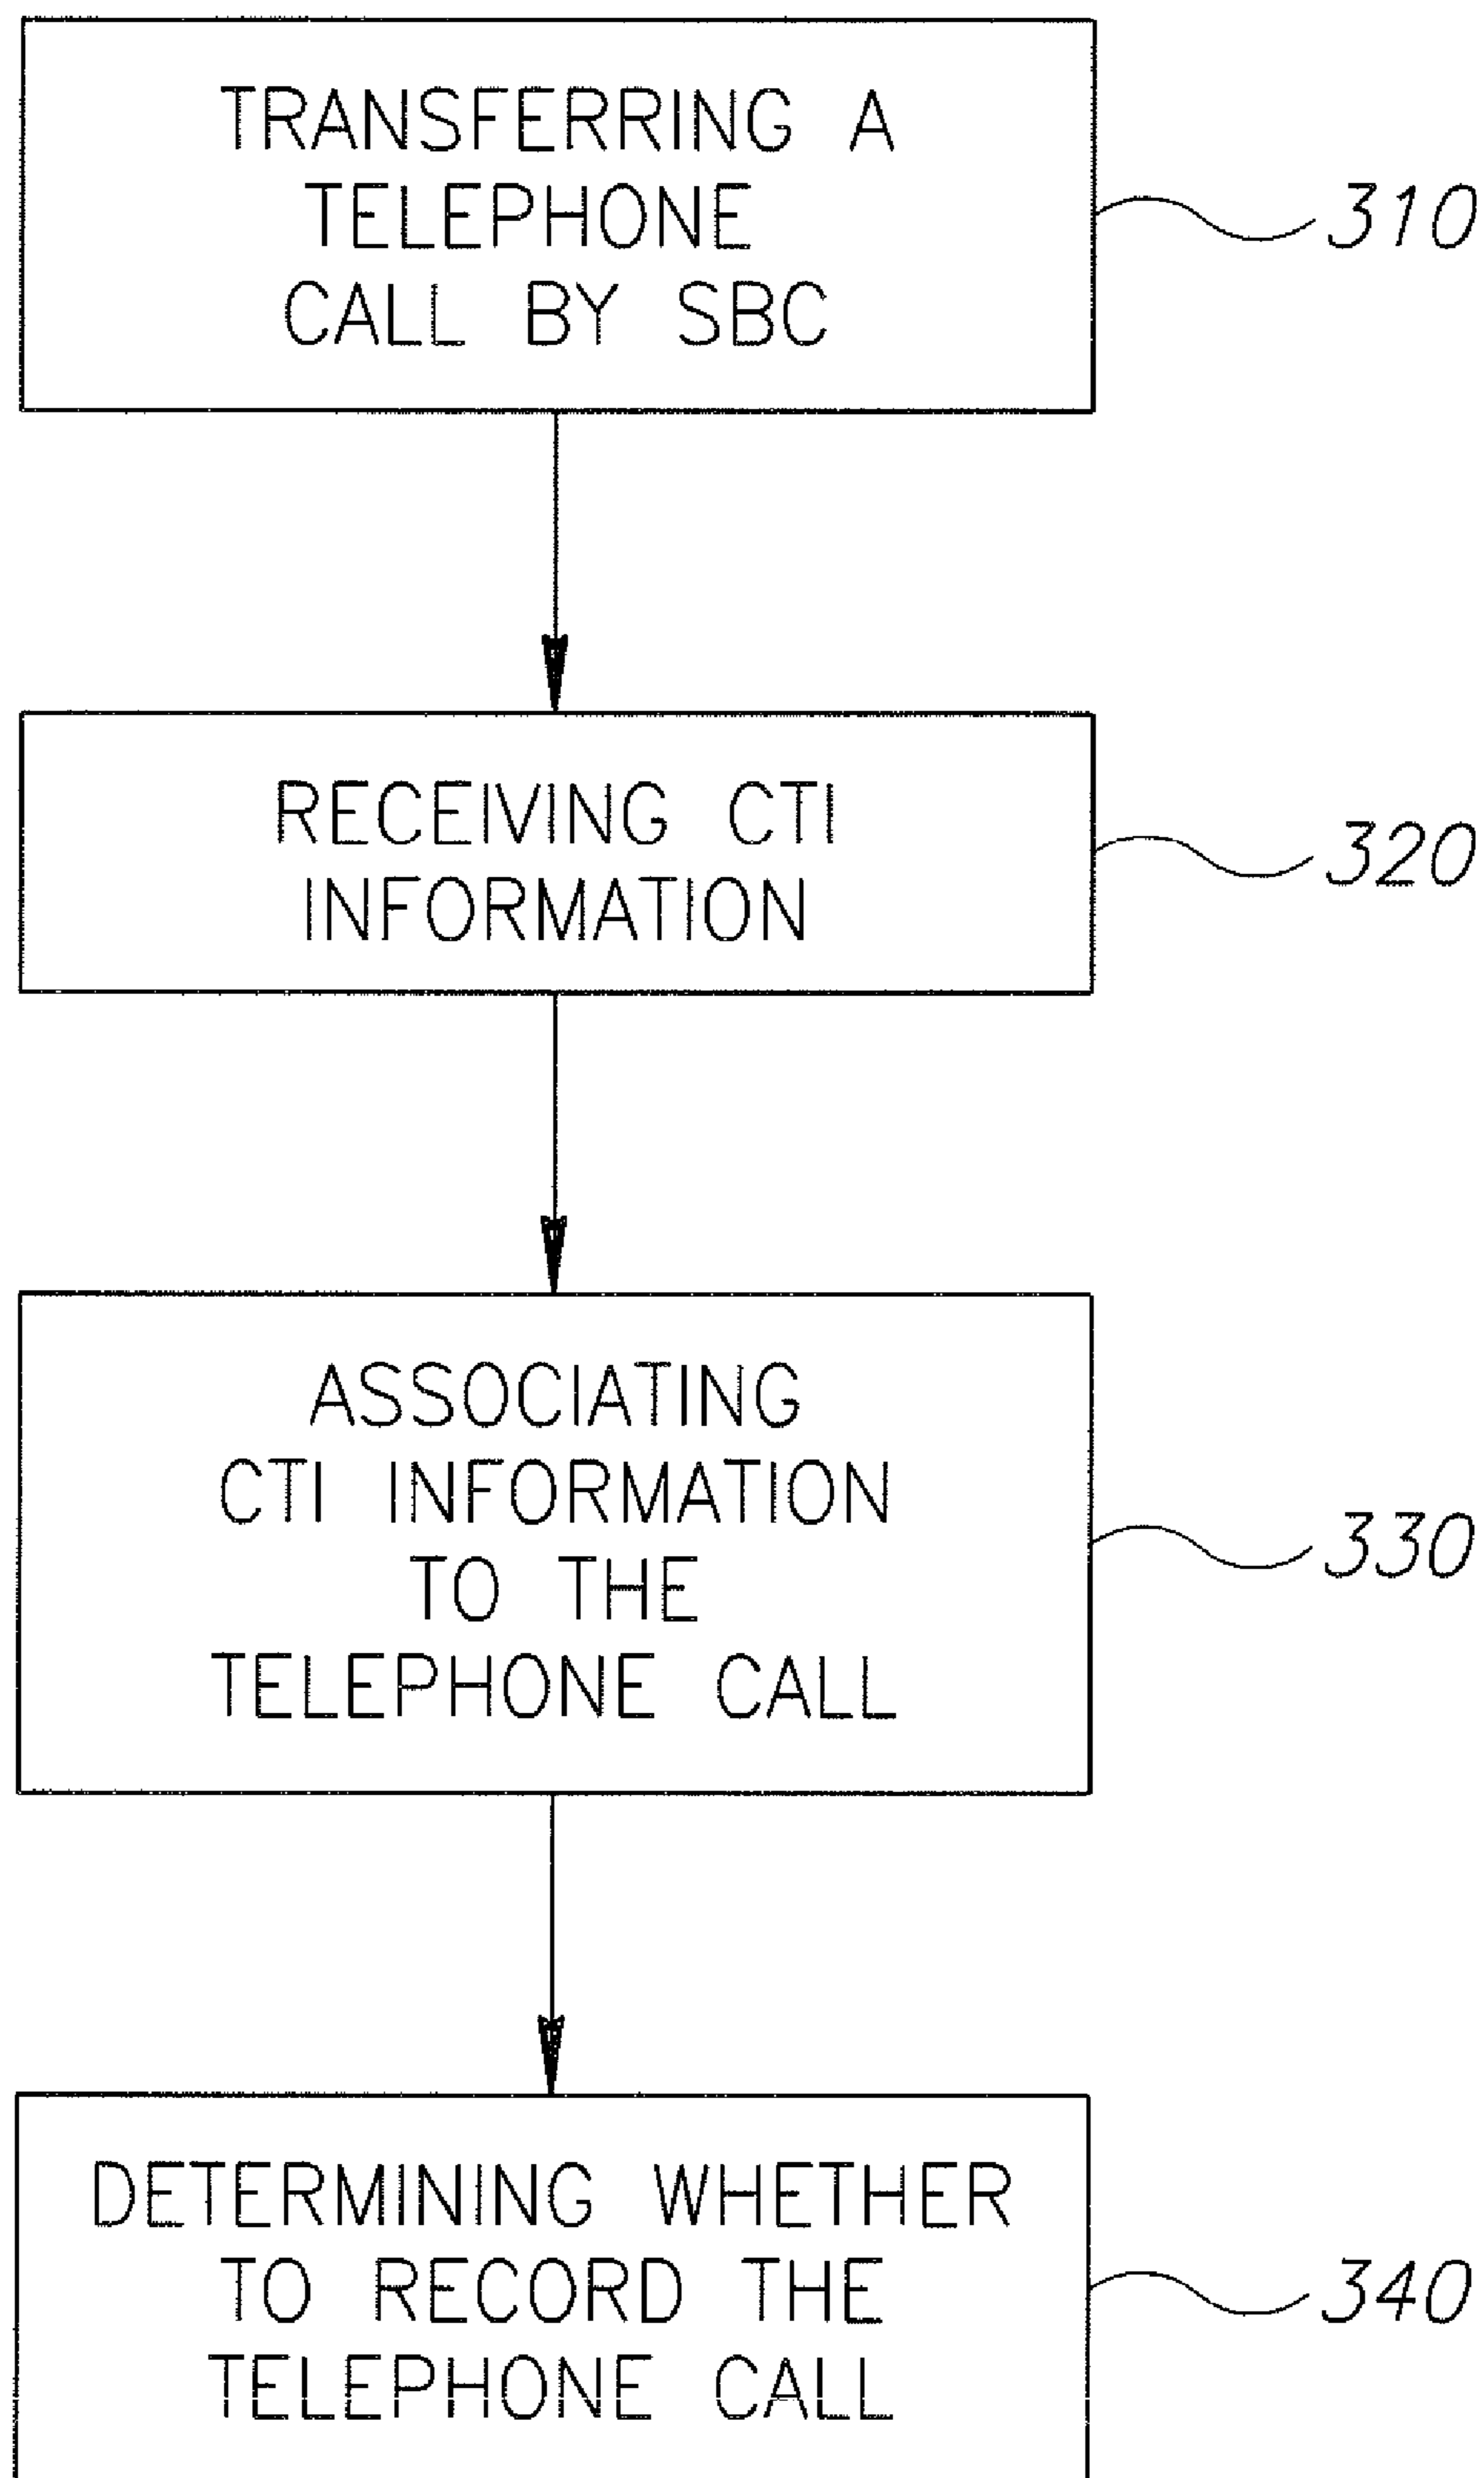 TRANSFERRING A
TELEPHONE
CALL BY SBC
310
RECEIVING CTI
INFORMATION
320
ASSOCIATING
CTI INFORMATION
TO THE
TELEPHONE CALL
330
DETERMINING WHETHER
TO RECORD THE
TELEPHONE CALL
340